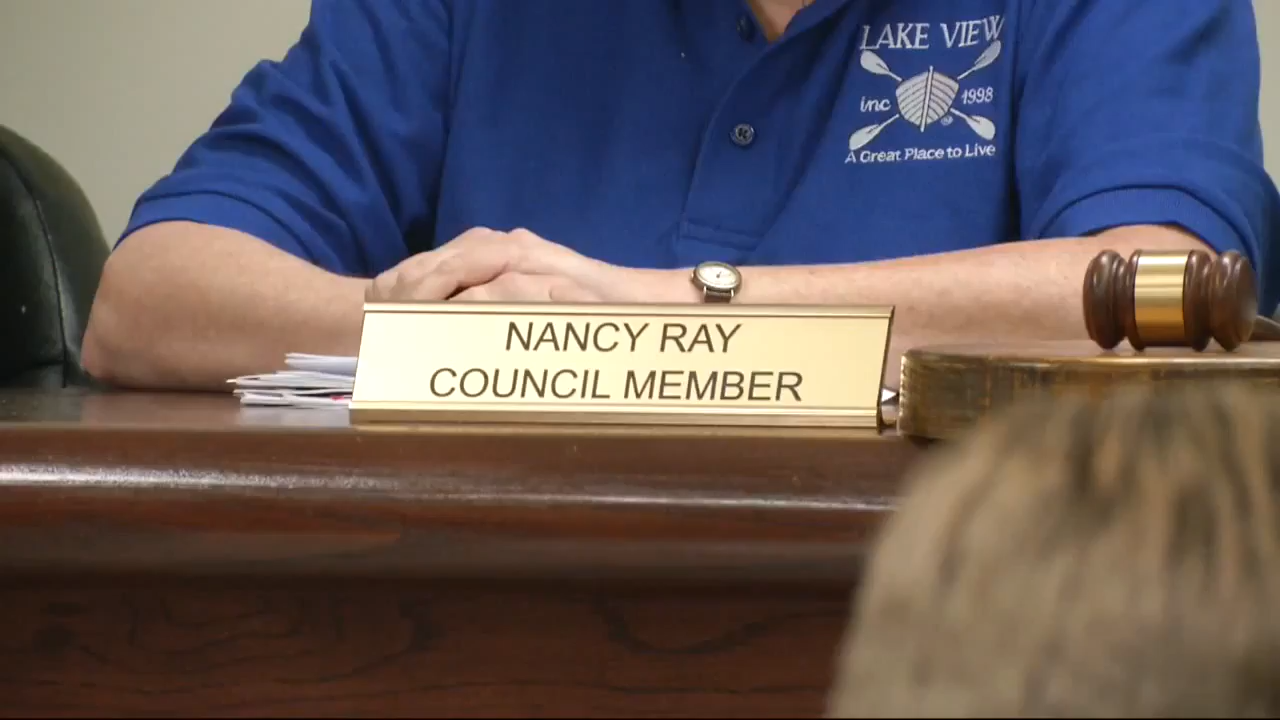 LAKE VIEW
inc 1998
A Great Place to Live
NANCY RAY
COUNCIL MEMBER